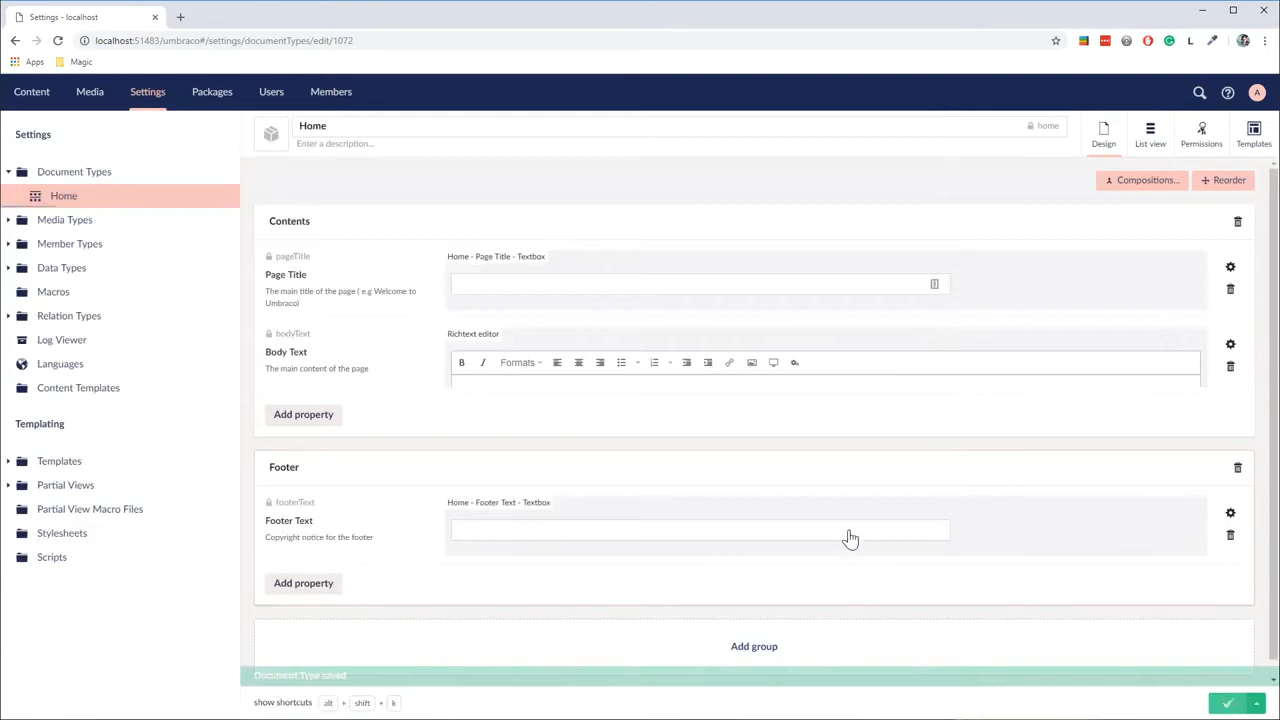 Settings - localhost
localhost:51483/umbraco#/settings/documentTypes/edit/1072
Apps
Magic
L
Content
Media
Settings
Packages
Users
Members
A
Settings
Document Types
Home
Media Types
Member Types
Data Types
Macros
Relation Types
Log Viewer
Languages
Content Templates
Templating
Templates
Partial Views
Partial View Macro Files
Stylesheets
Scripts
Home
home
Enter a description...
Design
List view
Permissions
Templates
Compositions...
Reorder
Contents
pageTitle
Page Title
The main title of the page ( e.g Welcome to
Umbraco)
Home - Page Title - Textbox
bodyText
Body Text
The main content of the page
Richtext editor
B I Formats
Add property
Footer
footerText
Footer Text
Copyright notice for the footer
Home - Footer Text - Textbox
Add property
Add group
Document Type saved
show shortcuts alt + shift + k